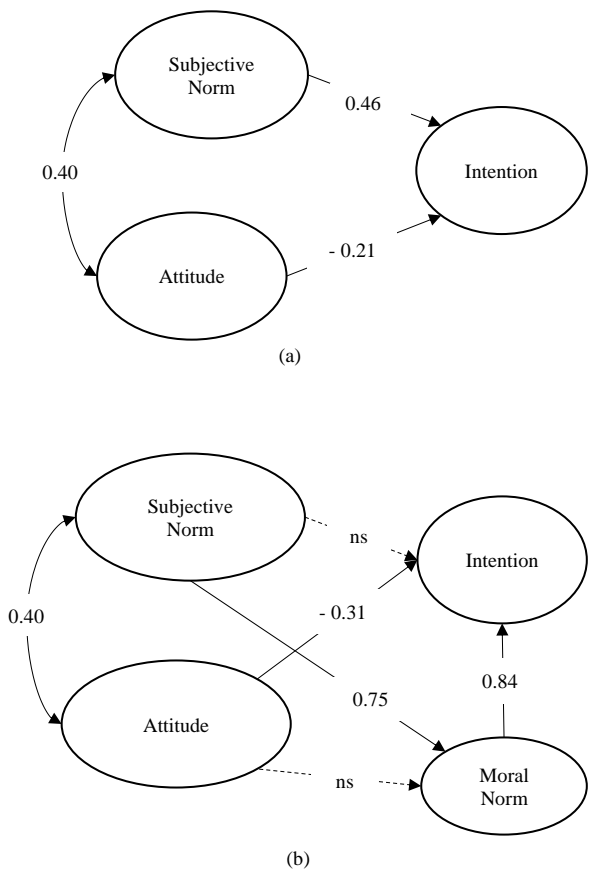 Subjective
Norm
0.46
0.40
Intention
Attitude
- 0.21
(a)
Subjective
Norm
ns
Intention
- 0.31
0.40
0.84
0.75
Attitude
Moral
Norm
ns
(b)